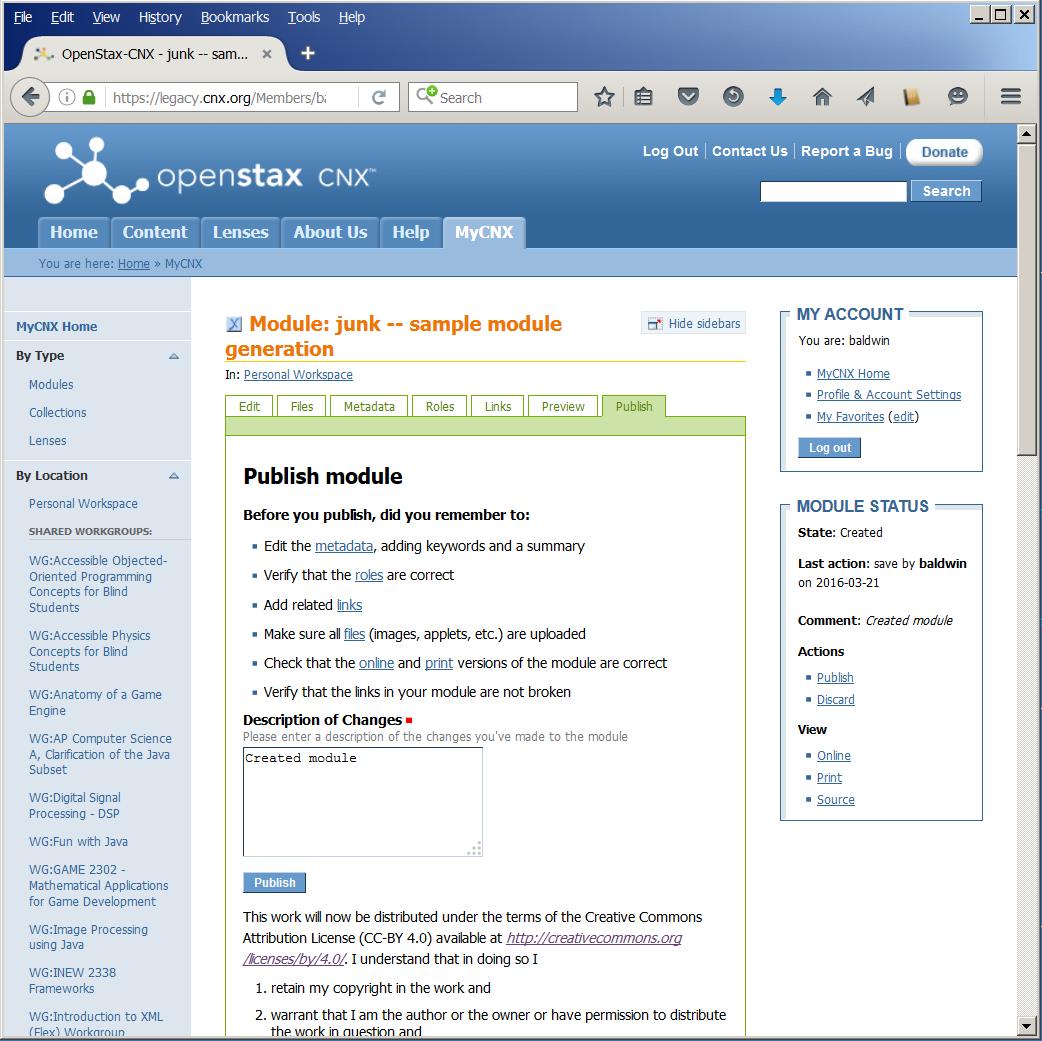 File Edit View History Bookmarks Tools Help
OpenStax-CNX - junk -- sam...
https://legacy.cnx.org/Members/ba
Search
openstax CNX™
Log Out Contact Us Report a Bug Donate
Search
Home Content Lenses About Us Help MyCNX
You are here: Home » MyCNX
MyCNX Home
By Type
Modules
Collections
Lenses
By Location
Personal Workspace
SHARED WORKGROUPS:
WG:Accessible Objected-
Oriented Programming
Concepts for Blind
Students
WG:Accessible Physics
Concepts for Blind
Students
WG:Anatomy of a Game
Engine
WG:AP Computer Science
A, Clarification of the Java
Subset
WG:Digital Signal
Processing - DSP
WG:Fun with Java
WG:GAME 2302 -
Mathematical Applications
for Game Development
WG:Image Processing
using Java
WG:INEW 2338
Frameworks
WG:Introduction to XML
(Flex) Workgroup
Module: junk -- sample module
generation
Hide sidebars
In: Personal Workspace
Edit Files Metadata Roles Links Preview Publish
Publish module
Before you publish, did you remember to:
Edit the metadata, adding keywords and a summary
Verify that the roles are correct
Add related links
Make sure all files (images, applets, etc.) are uploaded
Check that the online and print versions of the module are correct
Verify that the links in your module are not broken
Description of Changes
Please enter a description of the changes you've made to the module
Created module
Publish
This work will now be distributed under the terms of the Creative Commons
Attribution License (CC-BY 4.0) available at http://creativecommons.org
/licenses/by/4.0/. I understand that in doing so I
1. retain my copyright in the work and
2. warrant that I am the author or the owner or have permission to distribute
the work in question and
MY ACCOUNT
You are: baldwin
MyCNX Home
Profile & Account Settings
My Favorites (edit)
Log out
MODULE STATUS
State: Created
Last action: save by baldwin
on 2016-03-21
Comment: Created module
Actions
Publish
Discard
View
Online
Print
Source